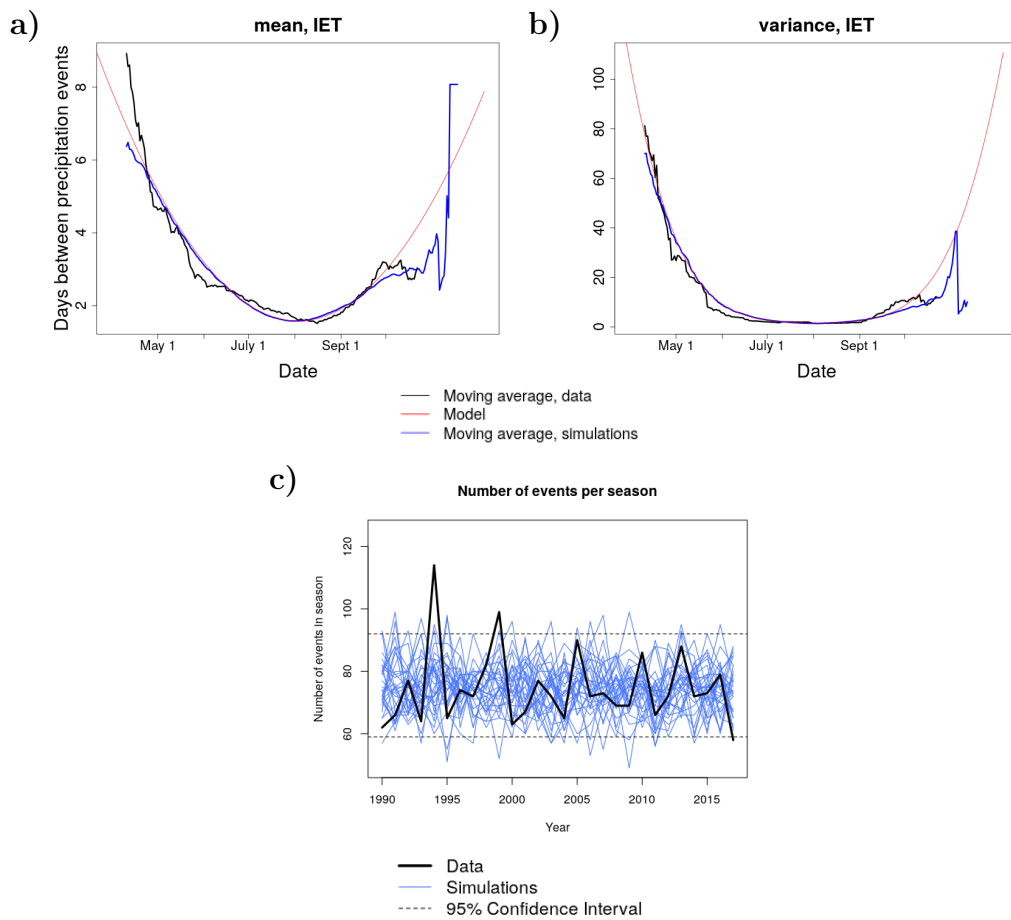 a)
mean, IET
Days between precipitation events
8
6
4
2
May 1
July 1
Sept 1
Date
b)
variance, IET
100
80
60
40
20
0
May 1
July 1
Sept 1
Date
Moving average, data
Model
Moving average, simulations
c)
Number of events per season
Number of events In season
120
100
80
60
1990
1995
2000
2005
2010
2015
Year
Data
Simulations
95% Confidence Interval